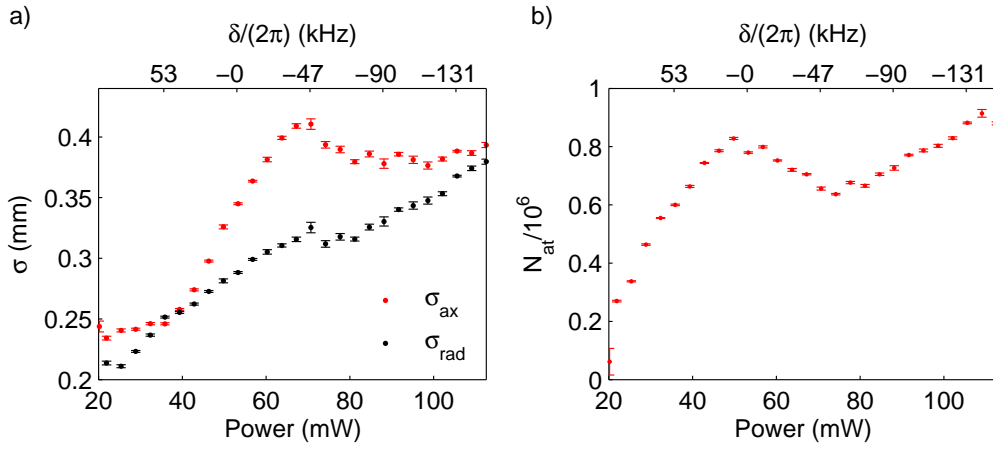 a)
δ/(2π) (kHz)
53 −0 −47 −90 −131
0.4
0.35
0.3
0.25
0.2
σ (mm)
σax
σrad
20 40 60 80 100
Power (mW)
b)
δ/(2π) (kHz)
53 −0 −47 −90 −131
1
0.8
0.6
0.4
0.2
0
Nat/10^6
20 40 60 80 100
Power (mW)